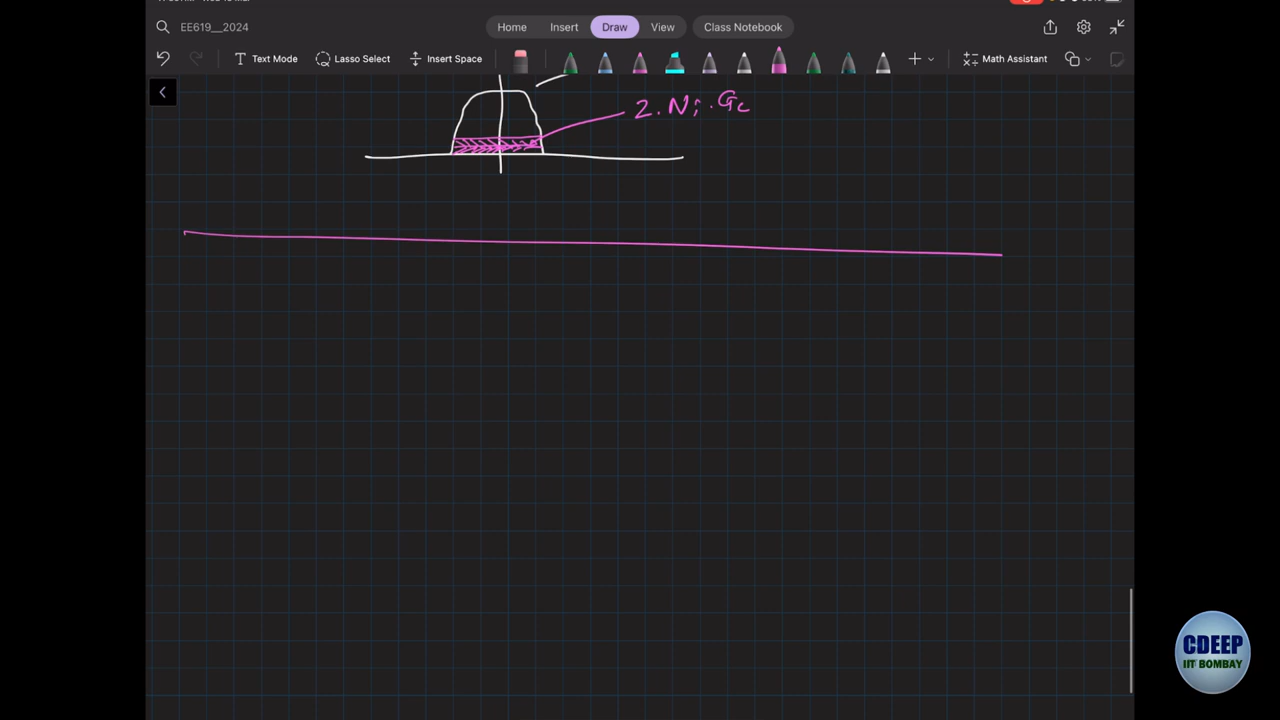 EE619__2024
Home Insert Draw View Class Notebook
Text Mode Lasso Select Insert Space Math Assistant
2.Ni.Gc
CDEEP
IIT BOMBAY